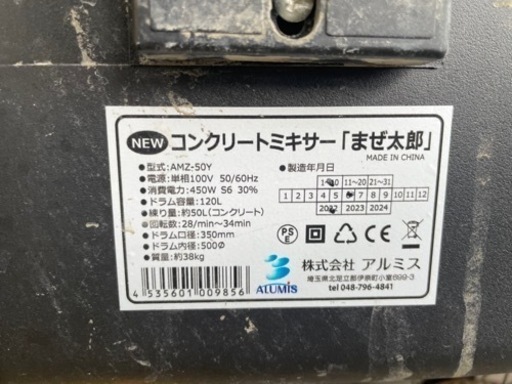 NEW コンクリートミキサー「まぜ太郎」
MADE IN CHINA
●型式:AMZ-50Y
●電源:単相100V 50/60Hz
●消費電力:450W S6 30%
●ドラム容量:120L
●練り量:約50L(コンクリート)
●回転数:28/min～34min
●ドラム口径:350mm
●ドラム内径:500Φ
●質量:約38kg
●製造年月日
1~10 11~20 21~31
1 2 3 4 5 6 7 8 9 10 11 12
2022 2023 2024
PSE
CE
4 535601 009856
ALUMIS
株式会社 アルミス
埼玉県北足立郡伊奈町小室699-3
tel 048-796-4841